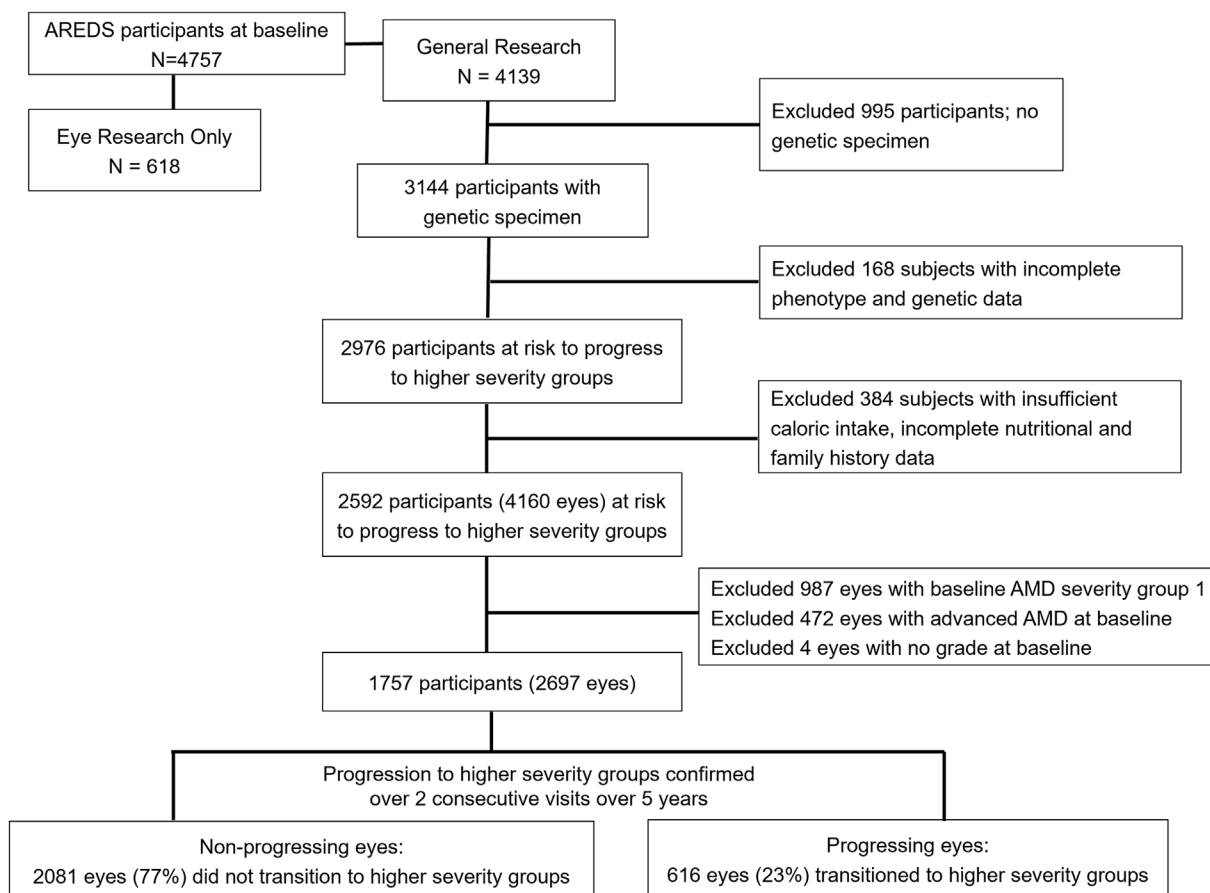 AREDS participants at baseline
N=4757
General Research
N = 4139
Eye Research Only
N = 618
Excluded 995 participants; no
genetic specimen
3144 participants with
genetic specimen
Excluded 168 subjects with incomplete
phenotype and genetic data
2976 participants at risk to progress
to higher severity groups
Excluded 384 subjects with insufficient
caloric intake, incomplete nutritional and
family history data
2592 participants (4160 eyes) at risk
to progress to higher severity groups
Excluded 987 eyes with baseline AMD severity group 1
Excluded 472 eyes with advanced AMD at baseline
Excluded 4 eyes with no grade at baseline
1757 participants (2697 eyes)
Progression to higher severity groups confirmed
over 2 consecutive visits over 5 years
Non-progressing eyes:
2081 eyes (77%) did not transition to higher severity groups
Progressing eyes:
616 eyes (23%) transitioned to higher severity groups